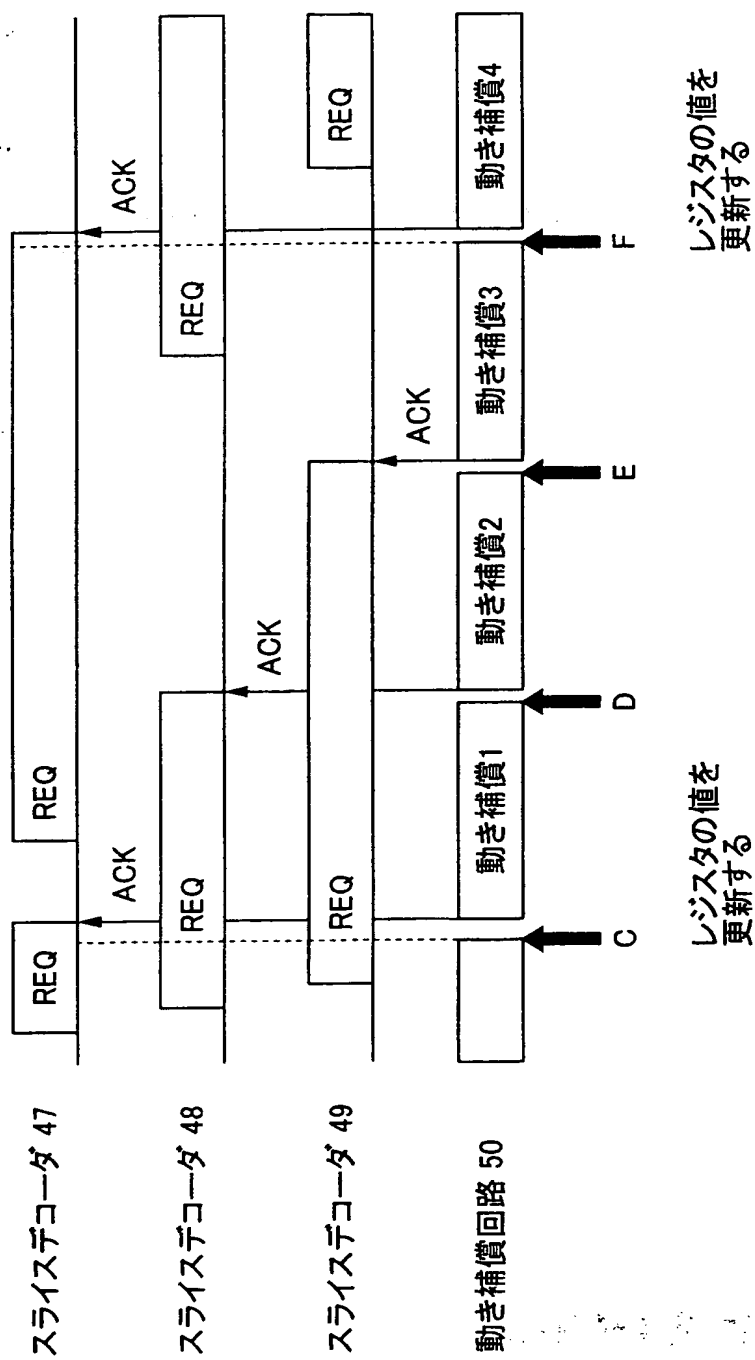 スライスデコーダ 47
REQ
ACK
REQ
ACK
スライスデコーダ 48
REQ
ACK
REQ
スライスデコーダ 49
REQ
ACK
REQ
動き補償回路 50
動き補償1
動き補償2
動き補償3
動き補償4
C
D
E
F
レジスタの値を
更新する
レジスタの値を
更新する